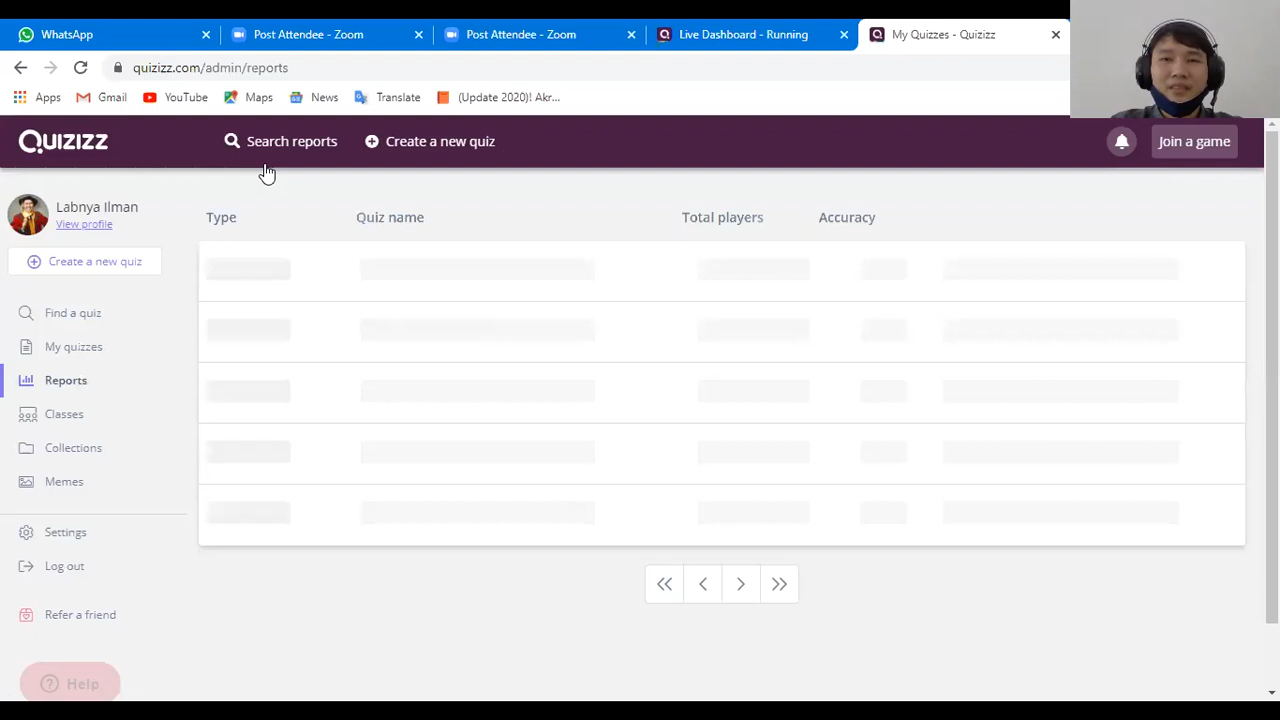 WhatsApp
Post Attendee - Zoom
Post Attendee - Zoom
Live Dashboard - Running
My Quizzes - Quizizz
quizizz.com/admin/reports
Apps
Gmail
YouTube
Maps
News
Translate
(Update 2020)! Akr...
QUIZIZZ
Search reports
Create a new quiz
Join a game
Labnya Ilman
View profile
Create a new quiz
Find a quiz
My quizzes
Reports
Classes
Collections
Memes
Settings
Log out
Refer a friend
Help
Type
Quiz name
Total players
Accuracy